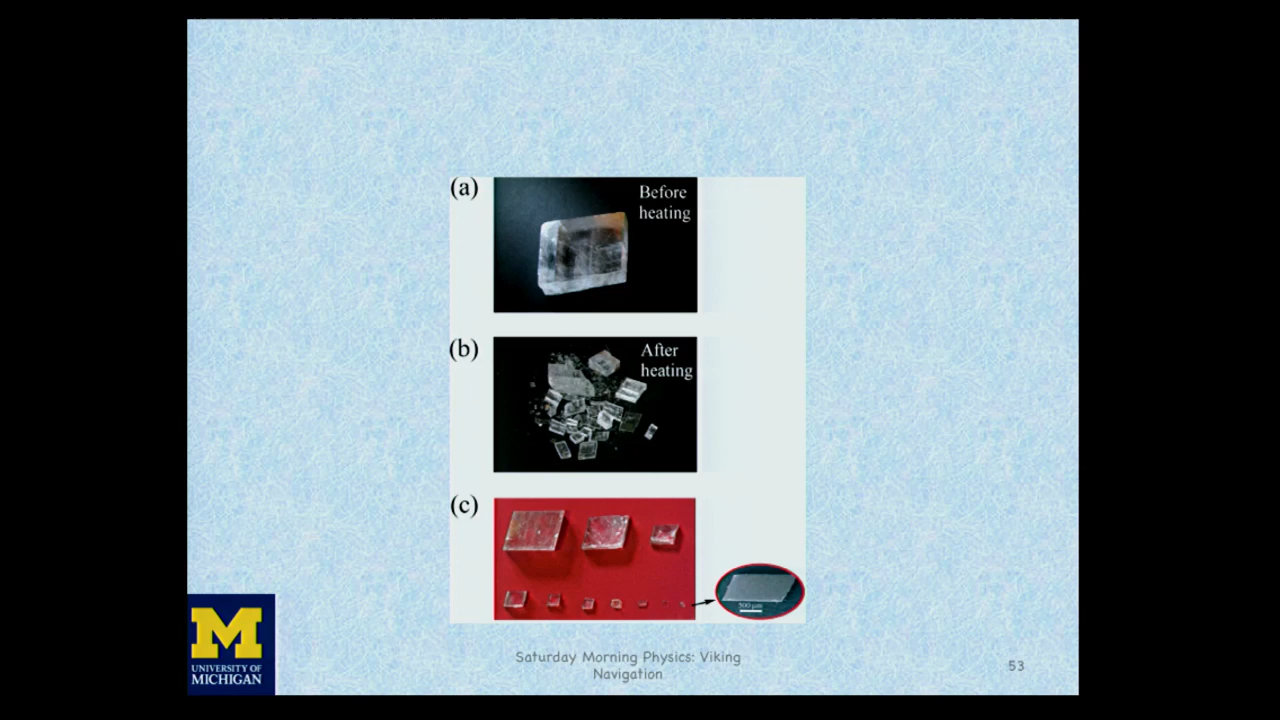 (a)
Before
heating
(b)
After
heating
(c)
500 µm
M
UNIVERSITY OF
MICHIGAN
Saturday Morning Physics: Viking
Navigation
53